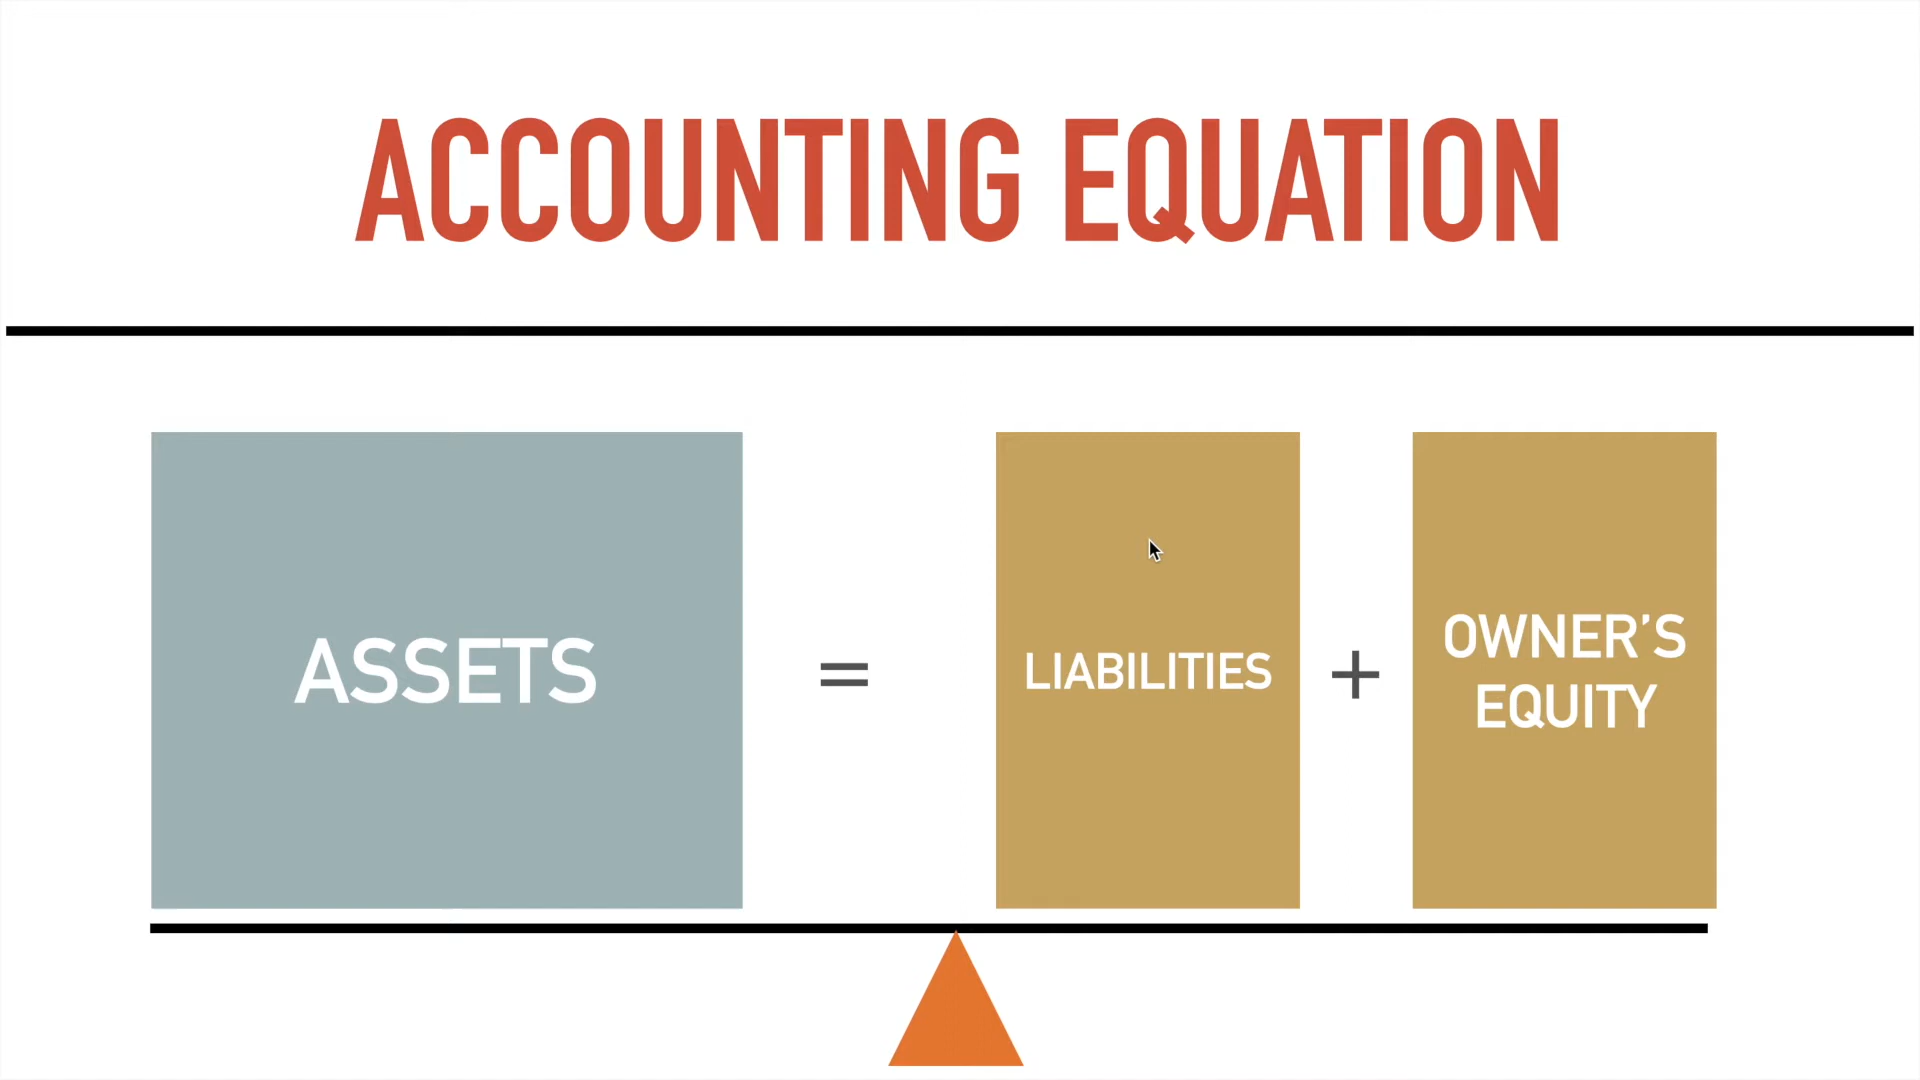 ACCOUNTING EQUATION
ASSETS
=
LIABILITIES
+
OWNER’S
EQUITY